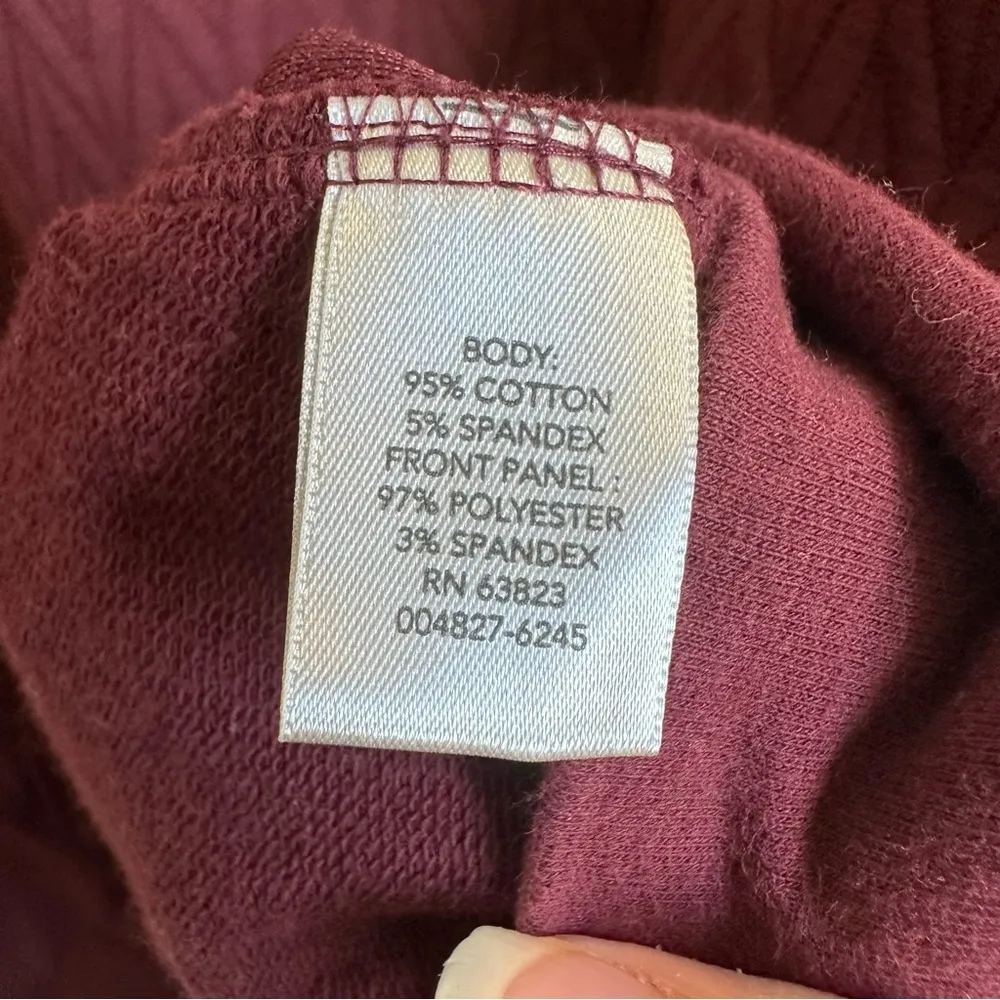 BODY:
95% COTTON
5% SPANDEX
FRONT PANEL :
97% POLYESTER
3% SPANDEX
RN 63823
004827-6245